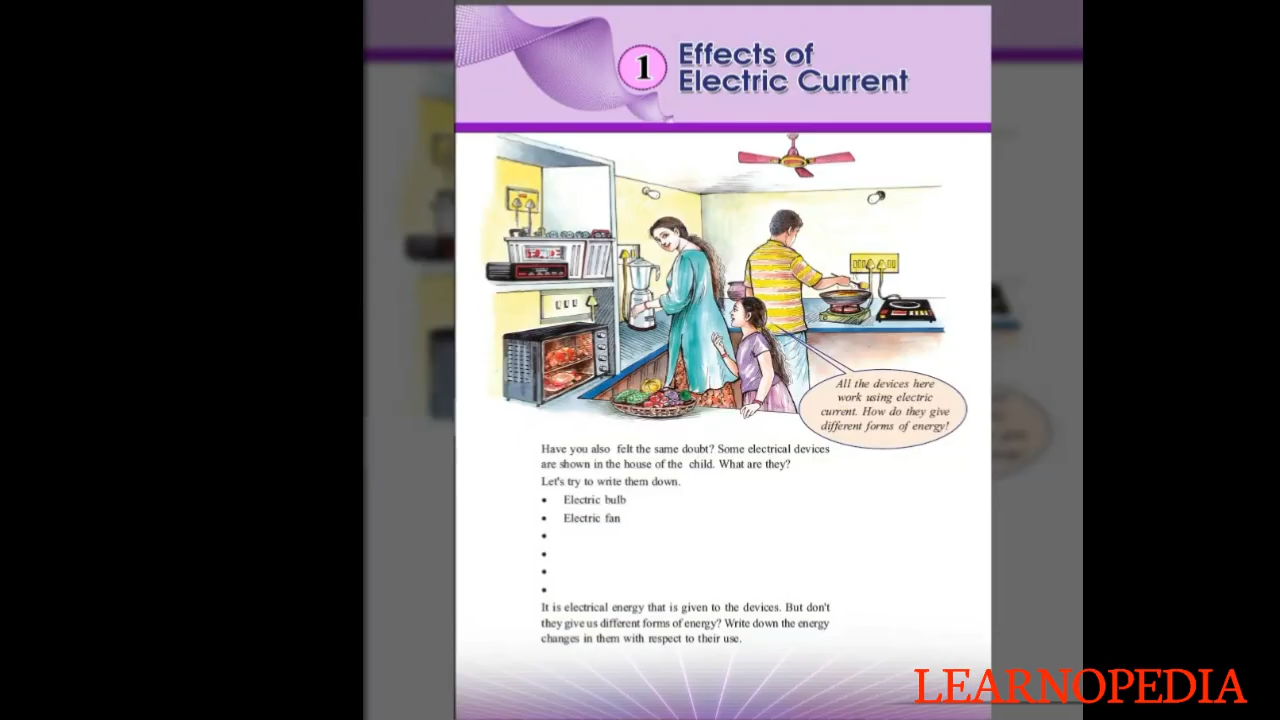 1
Effects of
Electric Current
All the devices here
work using electric
current. How do they give
different forms of energy!
Have you also felt the same doubt? Some electrical devices
are shown in the house of the child. What are they?
Let's try to write them down.
• Electric bulb
• Electric fan
•
•
•
•
It is electrical energy that is given to the devices. But don't
they give us different forms of energy? Write down the energy
changes in them with respect to their use.
LEARNOPEDIA